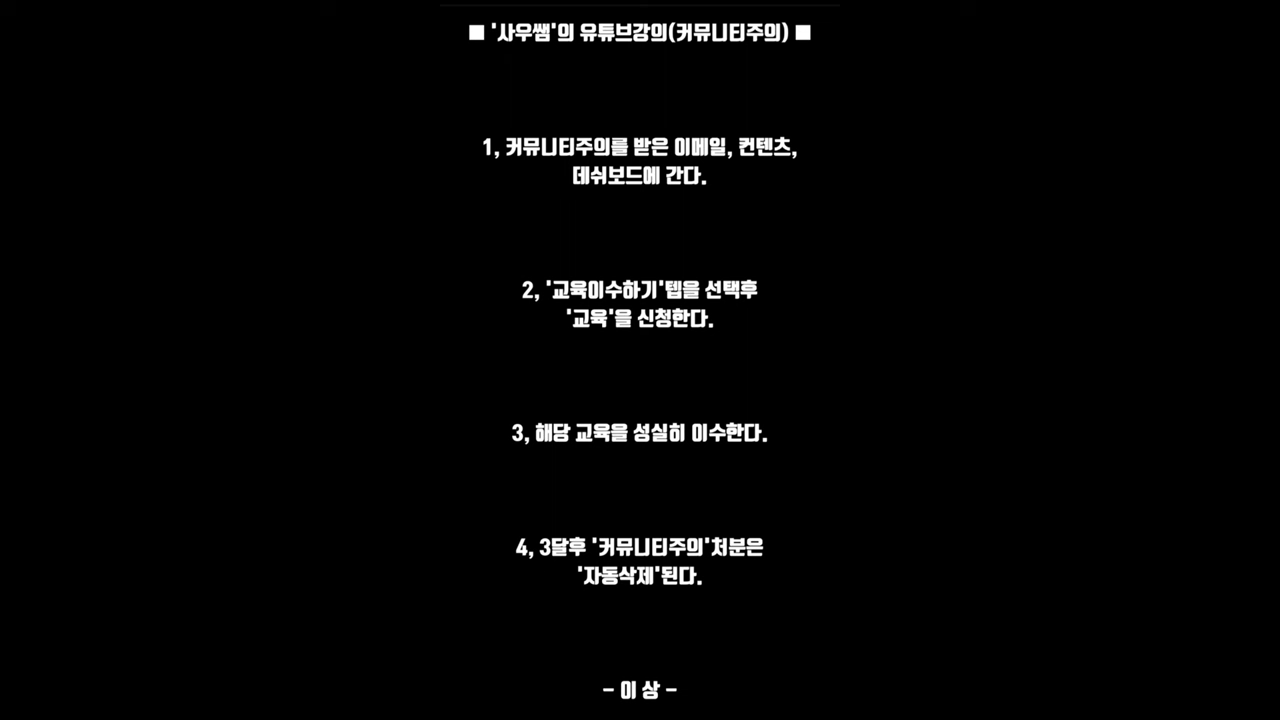 ■ '사우쌤'의 유튜브강의(커뮤니티주의) ■
1, 커뮤니티주의를 받은 이메일, 컨텐츠,
데쉬보드에 간다.
2, '교육이수하기'텝을 선택후
'교육'을 신청한다.
3, 해당 교육을 성실히 이수한다.
4, 3달후 '커뮤니티주의'처분은
'자동삭제'된다.
- 이 상 -